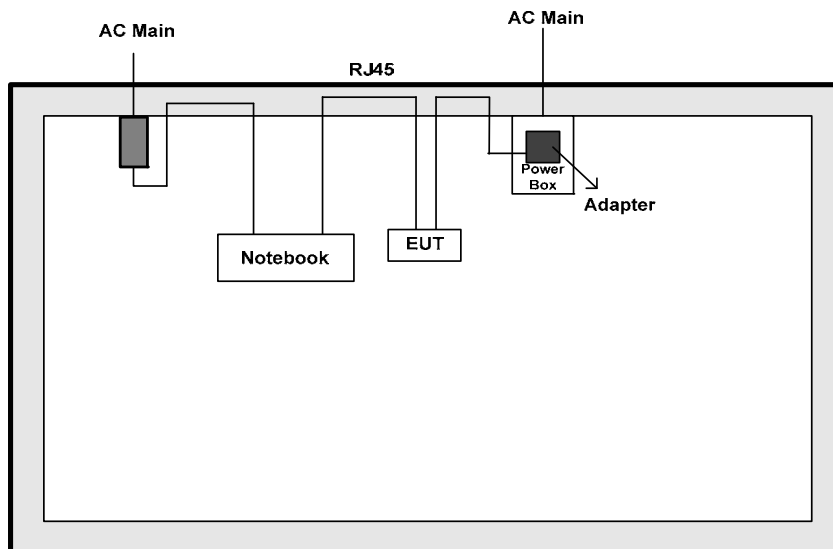 AC Main
AC Main
RJ45
Power
Box
Adapter
Notebook
EUT